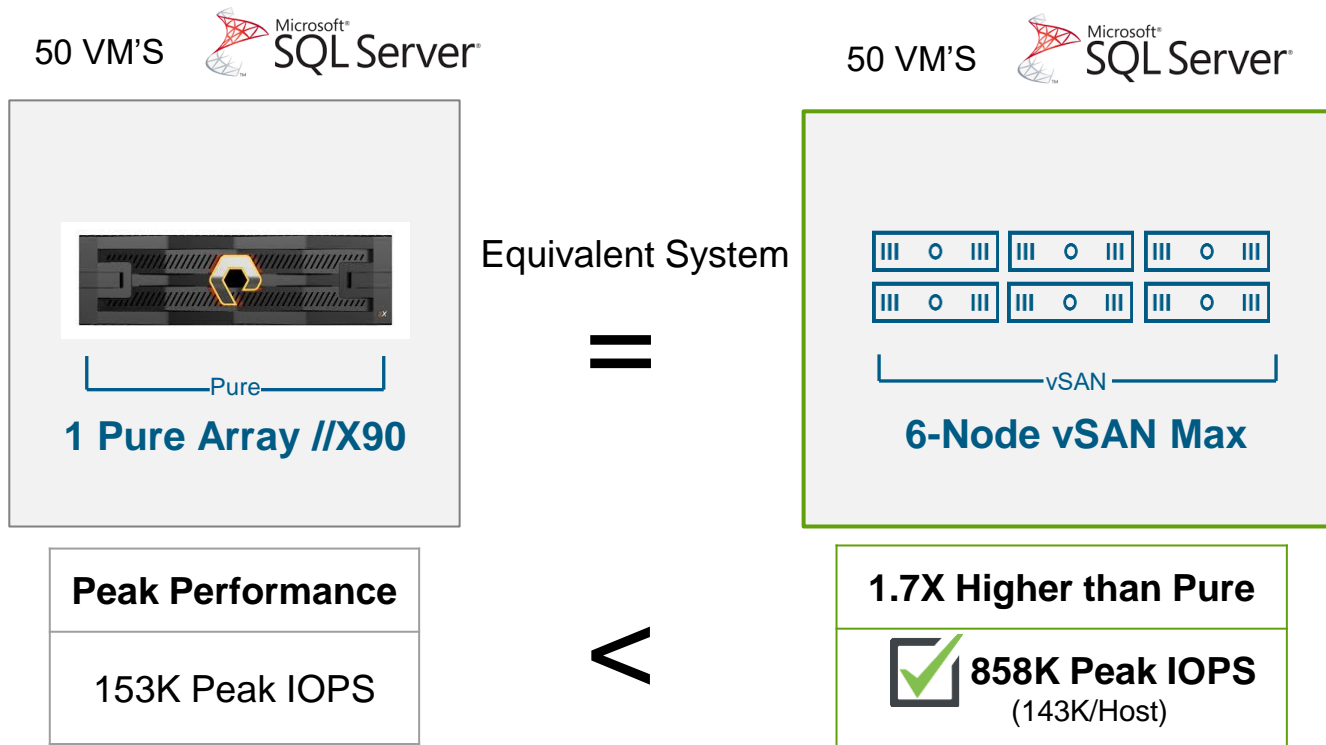 50 VM'S
Microsoft®
SQL Server®
50 VM'S
Microsoft®
SQL Server®
Equivalent System
=
Pure
1 Pure Array //X90
vSAN
6-Node vSAN Max
Peak Performance
153K Peak IOPS
<
1.7X Higher than Pure
858K Peak IOPS
(143K/Host)